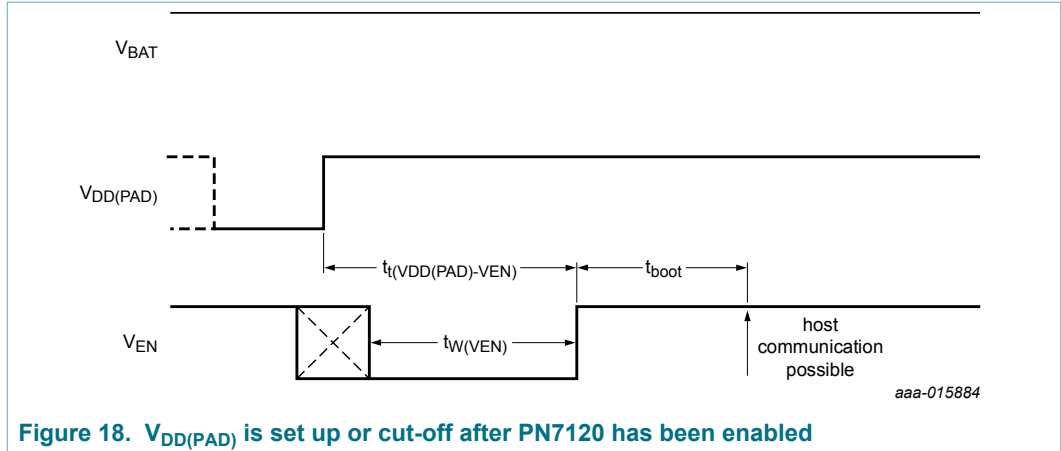 VBAT
VDD(PAD)
tt(VDD(PAD)-VEN)
tboot
VEN
tW(VEN)
host
communication
possible
aaa-015884
Figure 18. VDD(PAD) is set up or cut-off after PN7120 has been enabled